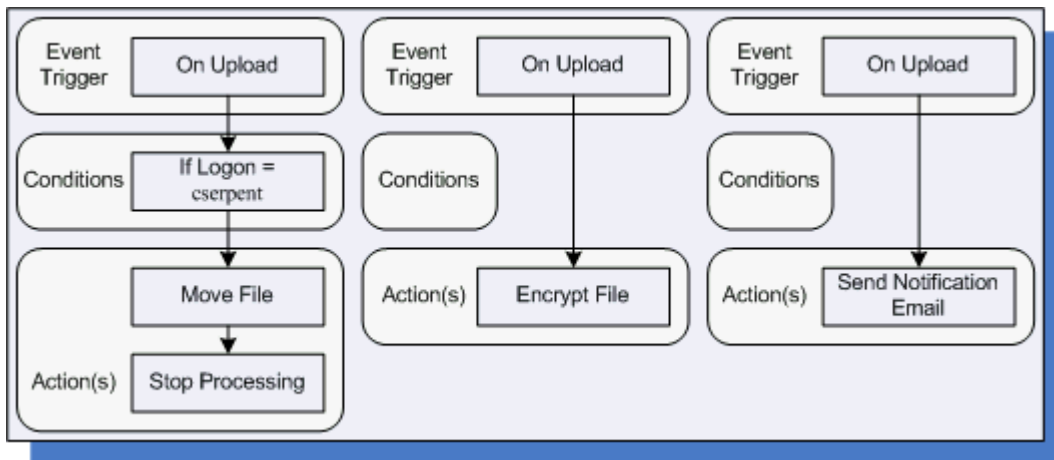 Event
Trigger
On Upload
Conditions
If Logon =
cserpent
Move File
Action(s)
Stop Processing
Event
Trigger
On Upload
Conditions
Action(s)
Encrypt File
Event
Trigger
On Upload
Conditions
Action(s)
Send Notification
Email